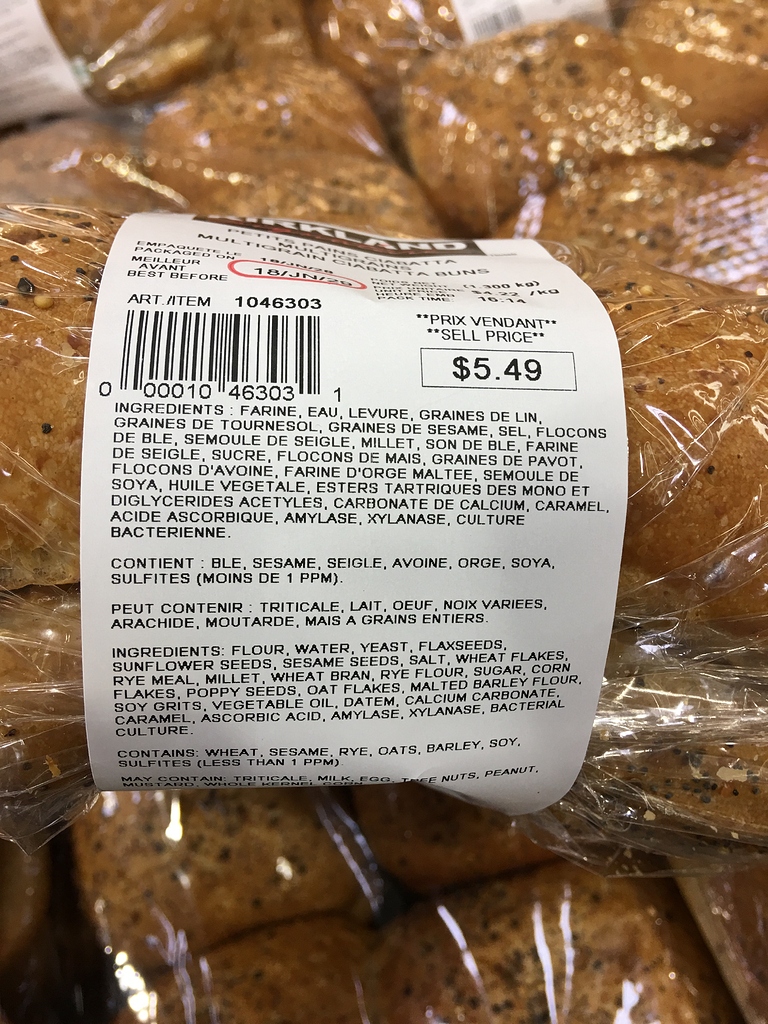 KIRKLAND
MULTIGRAINS
MULTIGRAIN CIABATTA BUNS
EMPAQUETE LE
PACKAGED ON
MEILLEUR
AVANT
BEST BEFORE
18/JN/29
(1.300 kg)
/kg
PACK TIME 16:14
ART./ITEM 1046303
0 00010 46303 1
**PRIX VENDANT**
**SELL PRICE**
$5.49
INGREDIENTS : FARINE, EAU, LEVURE, GRAINES DE LIN,
GRAINES DE TOURNESOL, GRAINES DE SESAME, SEL, FLOCONS
DE BLE, SEMOULE DE SEIGLE, MILLET, SON DE BLE, FARINE
DE SEIGLE, SUCRE, FLOCONS DE MAIS, GRAINES DE PAVOT,
FLOCONS D'AVOINE, FARINE D'ORGE MALTEE, SEMOULE DE
SOYA, HUILE VEGETALE, ESTERS TARTRIQUES DES MONO ET
DIGLYCERIDES ACETYLES, CARBONATE DE CALCIUM, CARAMEL,
ACIDE ASCORBIQUE, AMYLASE, XYLANASE, CULTURE
BACTERIENNE.
CONTIENT : BLE, SESAME, SEIGLE, AVOINE, ORGE, SOYA,
SULFITES (MOINS DE 1 PPM).
PEUT CONTENIR : TRITICALE, LAIT, OEUF, NOIX VARIEES,
ARACHIDE, MOUTARDE, MAIS A GRAINS ENTIERS.
INGREDIENTS: FLOUR, WATER, YEAST, FLAXSEEDS,
SUNFLOWER SEEDS, SESAME SEEDS, SALT, WHEAT FLAKES,
RYE MEAL, MILLET, WHEAT BRAN, RYE FLOUR, SUGAR, CORN
FLAKES, POPPY SEEDS, OAT FLAKES, MALTED BARLEY FLOUR,
SOY GRITS, VEGETABLE OIL, DATEM, CALCIUM CARBONATE,
CARAMEL, ASCORBIC ACID, AMYLASE, XYLANASE, BACTERIAL
CULTURE.
CONTAINS: WHEAT, SESAME, RYE, OATS, BARLEY, SOY,
SULFITES (LESS THAN 1 PPM).
MAY CONTAIN: TRITICALE, MILK, EGG, TREE NUTS, PEANUT,
MUSTARD, WHOLE KERNEL CORN